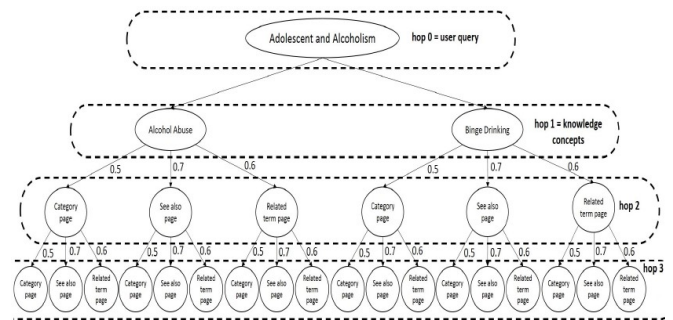 Adolescent and Alcoholism
hop 0 = user query
Alcohol Abuse
Binge Drinking
hop 1 = knowledge
concepts
0.5
0.7
0.6
0.5
0.7
0.6
Category
page
See also
page
Related
term page
Category
page
See also
page
Related
term page
hop 2
0.5
0.7
0.6
0.5
0.7
0.6
0.5
0.7
0.6
0.5
0.7
0.6
0.5
0.7
0.6
0.5
0.7
0.6
hop 3
Category
page
See also
page
Related
term
page
Category
page
See also
page
Related
term
page
Category
page
See also
page
Related
term
page
Category
page
See also
page
Related
term
page
Category
page
See also
page
Related
term
page
Category
page
See also
page
Related
term
page